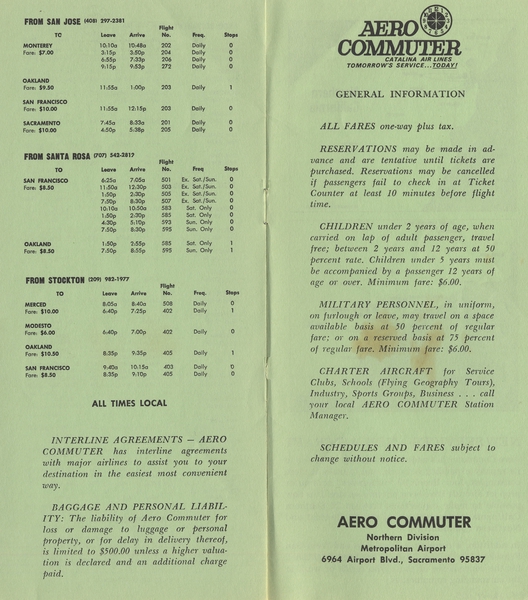 FROM SAN JOSE (408) 297-2381
TO Leave Arrive Flight No. Freq. Stops
MONTEREY 10:10a 10:48a 202 Daily 0
Fare: $7.00 3:15p 3:50p 204 Daily 0
6:55p 7:33p 206 Daily 0
9:15p 9:53p 272 Daily 0
OAKLAND
Fare: $9.50 11:55a 1:00p 203 Daily 1
SAN FRANCISCO
Fare: $10.00 11:55a 12:15p 203 Daily 0
SACRAMENTO 7:45a 8:33a 201 Daily 0
Fare: $10.00 4:50p 5:38p 205 Daily 0
FROM SANTA ROSA (707) 542-2817
TO Leave Arrive Flight No. Freq Stops
SAN FRANCISCO 6:25a 7:05a 501 Ex. Sat./Sun. 0
Fare: $8.50 11:50a 12:30p 503 Ex. Sat./Sun. 0
1:50p 2:30p 505 Ex. Sat./Sun. 0
7:50p 8:30p 507 Ex. Sat./Sun. 0
10:10a 10:50a 583 Sat. Only 0
1:50p 2:30p 585 Sat. Only 0
4:30p 5:10p 593 Sun. Only 0
7:50p 8:30p 595 Sun. Only 0
OAKLAND 1:50p 2:55p 585 Sat. Only 1
Fare: $8.50 7:50p 8:55p 595 Sun. Only 1
FROM STOCKTON (209) 982-1977
TO Leave Arrive Flight No. Freq. Stops
MERCED 8:05a 8:40a 508 Daily 0
Fare: $10.00 6:40p 7:25p 402 Daily 1
MODESTO
Fare: $6.00 6:40p 7:00p 402 Daily 0
OAKLAND
Fare: $10.50 8:35p 9:35p 405 Daily 1
SAN FRANCISCO 9:40a 10:15a 403 Daily 0
Fare: $8.50 8:35p 9:10p 405 Daily 0
ALL TIMES LOCAL
INTERLINE AGREEMENTS — AERO
COMMUTER has interline agreements
with major airlines to assist you to your
destination in the easiest most convenient
way.
BAGGAGE AND PERSONAL LIABIL-
ITY: The liability of Aero Commuter for
loss or damage to luggage or personal
property, or for delay in delivery thereof,
is limited to $500.00 unless a higher valua-
tion is declared and an additional charge
paid.
AERO
COMMUTER
CATALINA AIR LINES
TOMORROW'S SERVICE...TODAY!
GENERAL INFORMATION
ALL FARES one-way plus tax.
RESERVATIONS may be made in ad-
vance and are tentative until tickets are
purchased. Reservations may be cancelled
if passengers fail to check in at Ticket
Counter at least 10 minutes before flight
time.
CHILDREN under 2 years of age, when
carried on lap of adult passenger, travel
free; between 2 years and 12 years at 50
percent rate. Children under 5 years must
be accompanied by a passenger 12 years of
age or over. Minimum fare: $6.00.
MILITARY PERSONNEL, in uniform,
on furlough or leave, may travel on a space
available basis at 50 percent of regular
fare; or on a reserved basis at 75 percent
of regular fare. Minimum fare: $6.00.
CHARTER AIRCRAFT for Service
Clubs, Schools (Flying Geography Tours),
Industry, Sports Groups, Business . . . call
your local AERO COMMUTER Station
Manager.
SCHEDULES AND FARES subject to
change without notice.
AERO COMMUTER
Northern Division
Metropolitan Airport
6964 Airport Blvd., Sacramento 95837